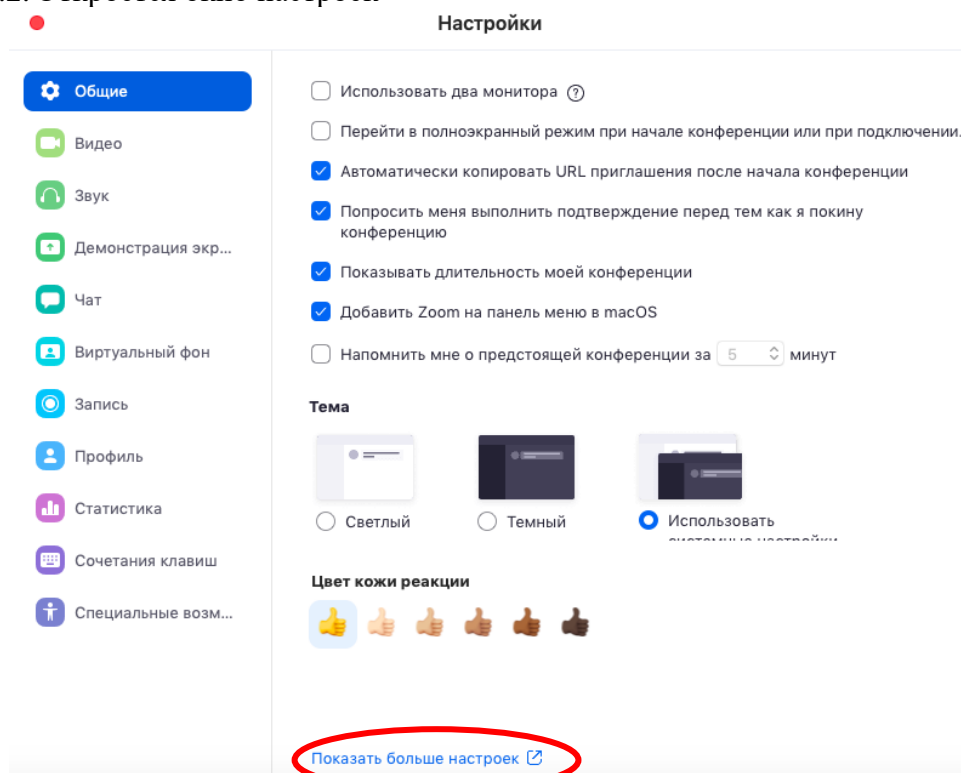 Настройки
Общие
Видео
Звук
Демонстрация экр...
Чат
Виртуальный фон
Запись
Профиль
Статистика
Сочетания клавиш
Специальные возм...
Использовать два монитора ?
Перейти в полноэкранный режим при начале конференции или при подключении.
Автоматически копировать URL приглашения после начала конференции
Попросить меня выполнить подтверждение перед тем как я покину
конференцию
Показывать длительность моей конференции
Добавить Zoom на панель меню в macOS
Напомнить мне о предстоящей конференции за 5 минут
Тема
Светлый
Темный
Использовать
системные настройки
Цвет кожи реакции
Показать больше настроек